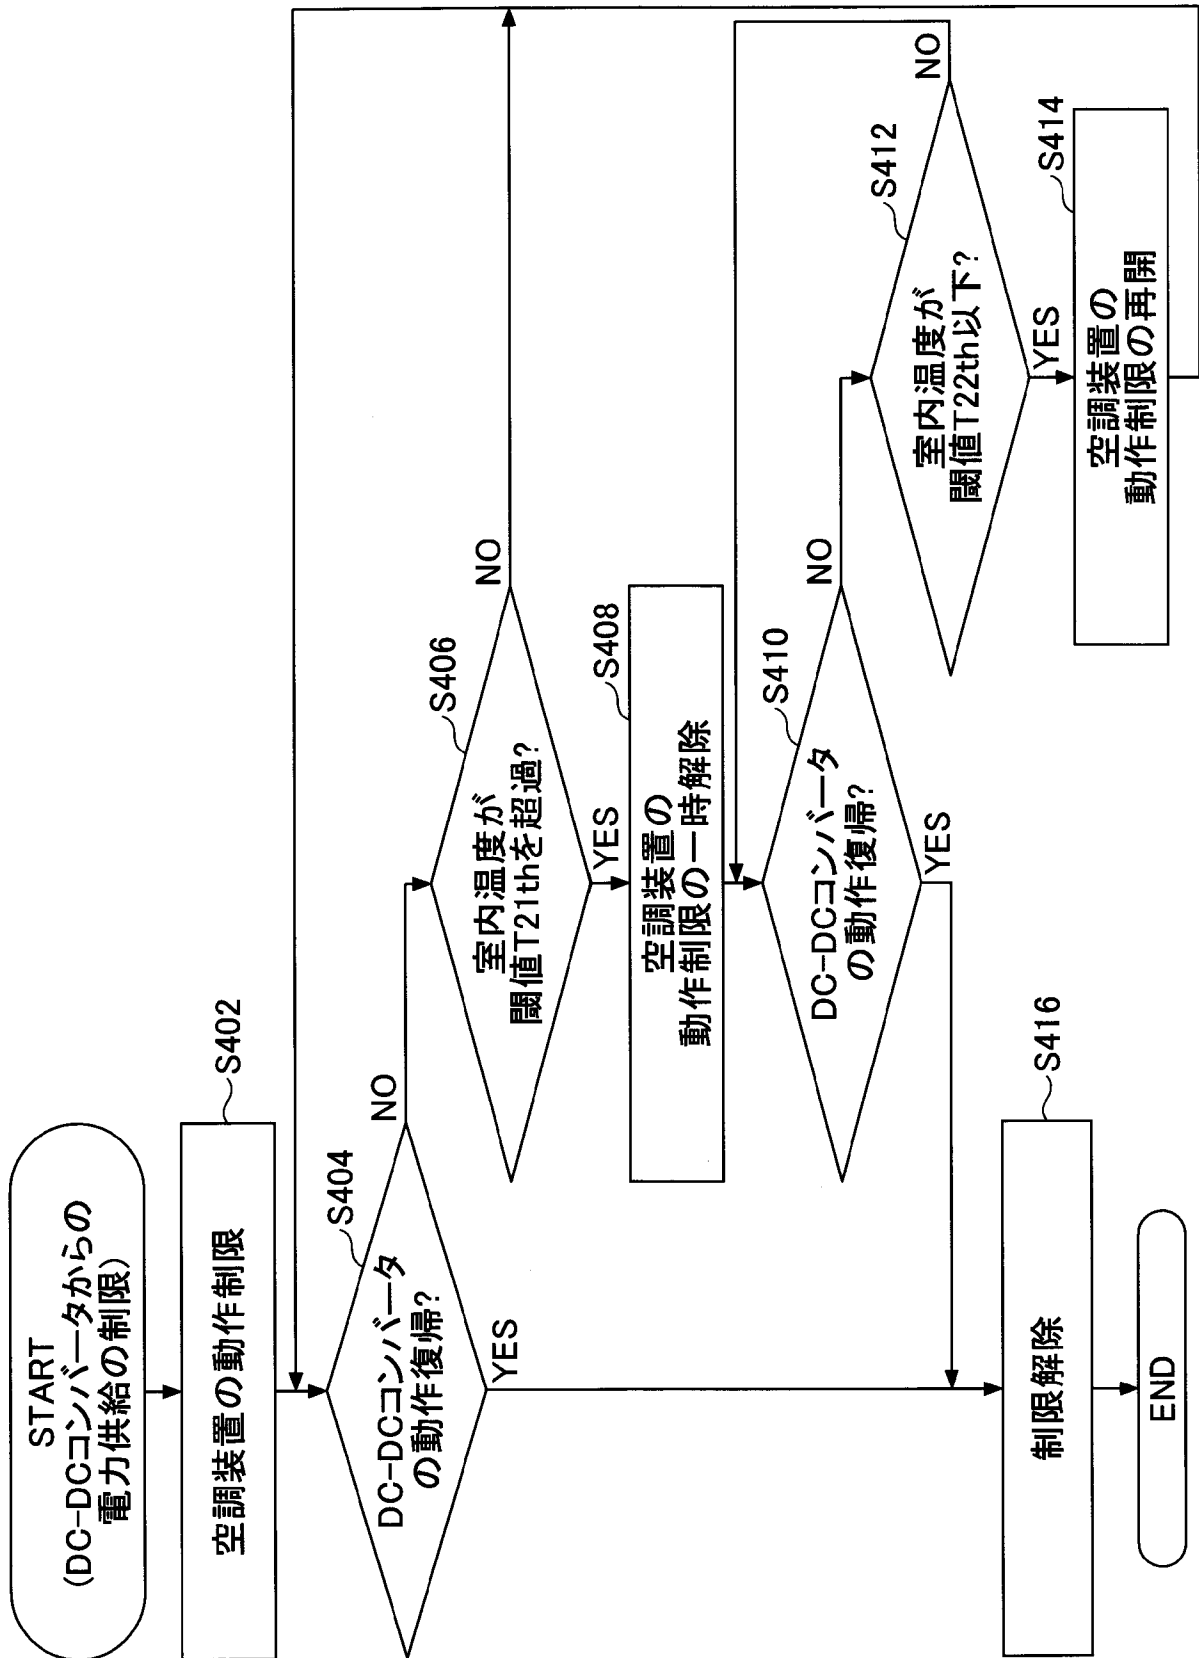 START
(DC-DCコンバータからの
電力供給の制限)
空調装置の動作制限
S402
DC-DCコンバータ
の動作復帰?
S404
NO
YES
室内温度が
閾値T21thを超過?
S406
NO
YES
空調装置の
動作制限の一時解除
S408
DC-DCコンバータ
の動作復帰?
S410
NO
YES
室内温度が
閾値T22th以下?
S412
NO
YES
空調装置の
動作制限の再開
S414
制限解除
S416
END